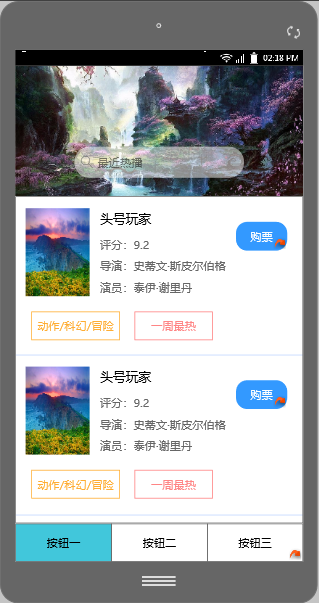 02:18 PM
最近热播
头号玩家
评分：9.2
购票
导演：史蒂文·斯皮尔伯格
演员：泰伊·谢里丹
动作/科幻/冒险 一周最热
头号玩家
评分：9.2
购票
导演：史蒂文·斯皮尔伯格
演员：泰伊·谢里丹
动作/科幻/冒险 一周最热
按钮一 按钮二 按钮三